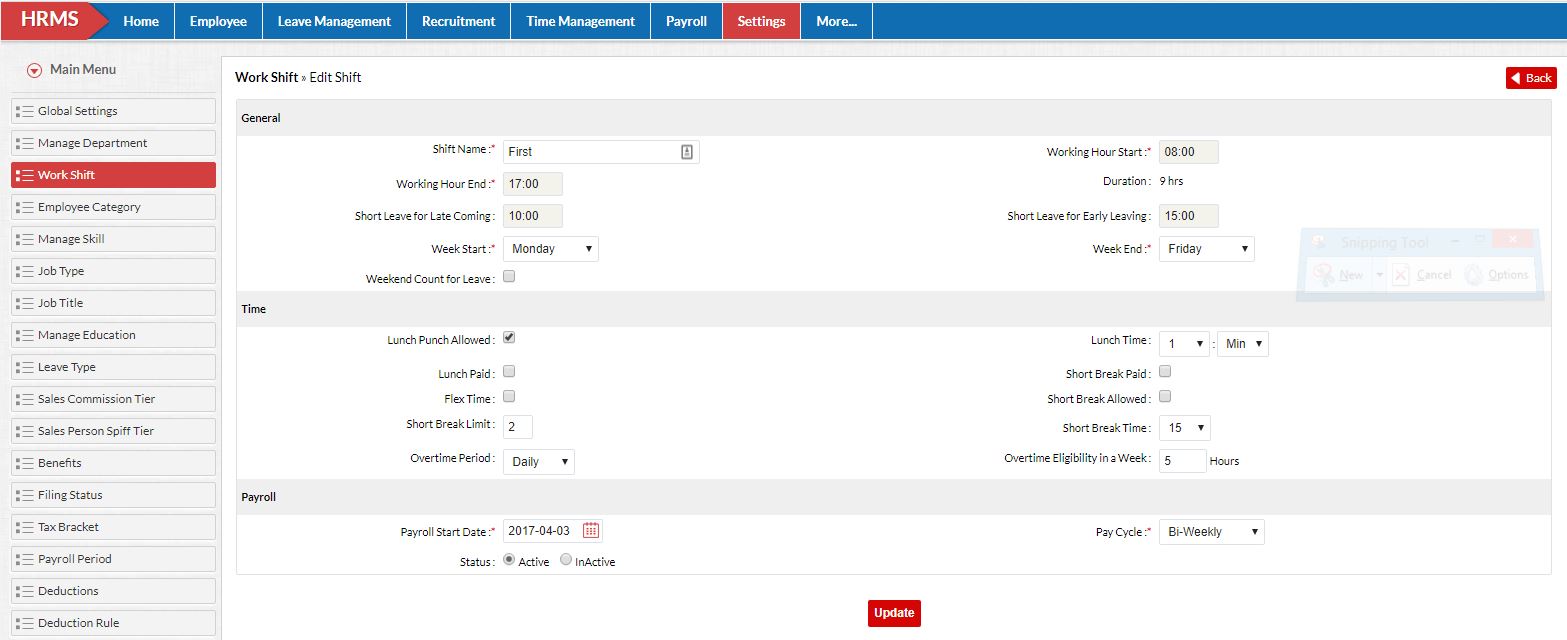 HRMS Home Employee Leave Management Recruitment Time Management Payroll Settings More...
Main Menu
Global Settings
Manage Department
Work Shift
Employee Category
Manage Skill
Job Type
Job Title
Manage Education
Leave Type
Sales Commission Tier
Sales Person Spiff Tier
Benefits
Filing Status
Tax Bracket
Payroll Period
Deductions
Deduction Rule
Work Shift » Edit Shift Back
General
Shift Name :* First Working Hour Start :* 08:00
Working Hour End :* 17:00 Duration : 9 hrs
Short Leave for Late Coming : 10:00 Short Leave for Early Leaving : 15:00
Week Start :* Monday Week End :* Friday
Weekend Count for Leave :
Snipping Tool
New Cancel Options
Time
Lunch Punch Allowed : Lunch Time : 1 : Min
Lunch Paid : Short Break Paid :
Flex Time : Short Break Allowed :
Short Break Limit : 2 Short Break Time : 15
Overtime Period : Daily Overtime Eligibility in a Week : 5 Hours
Payroll
Payroll Start Date :* 2017-04-03 Pay Cycle :* Bi-Weekly
Status : Active InActive
Update